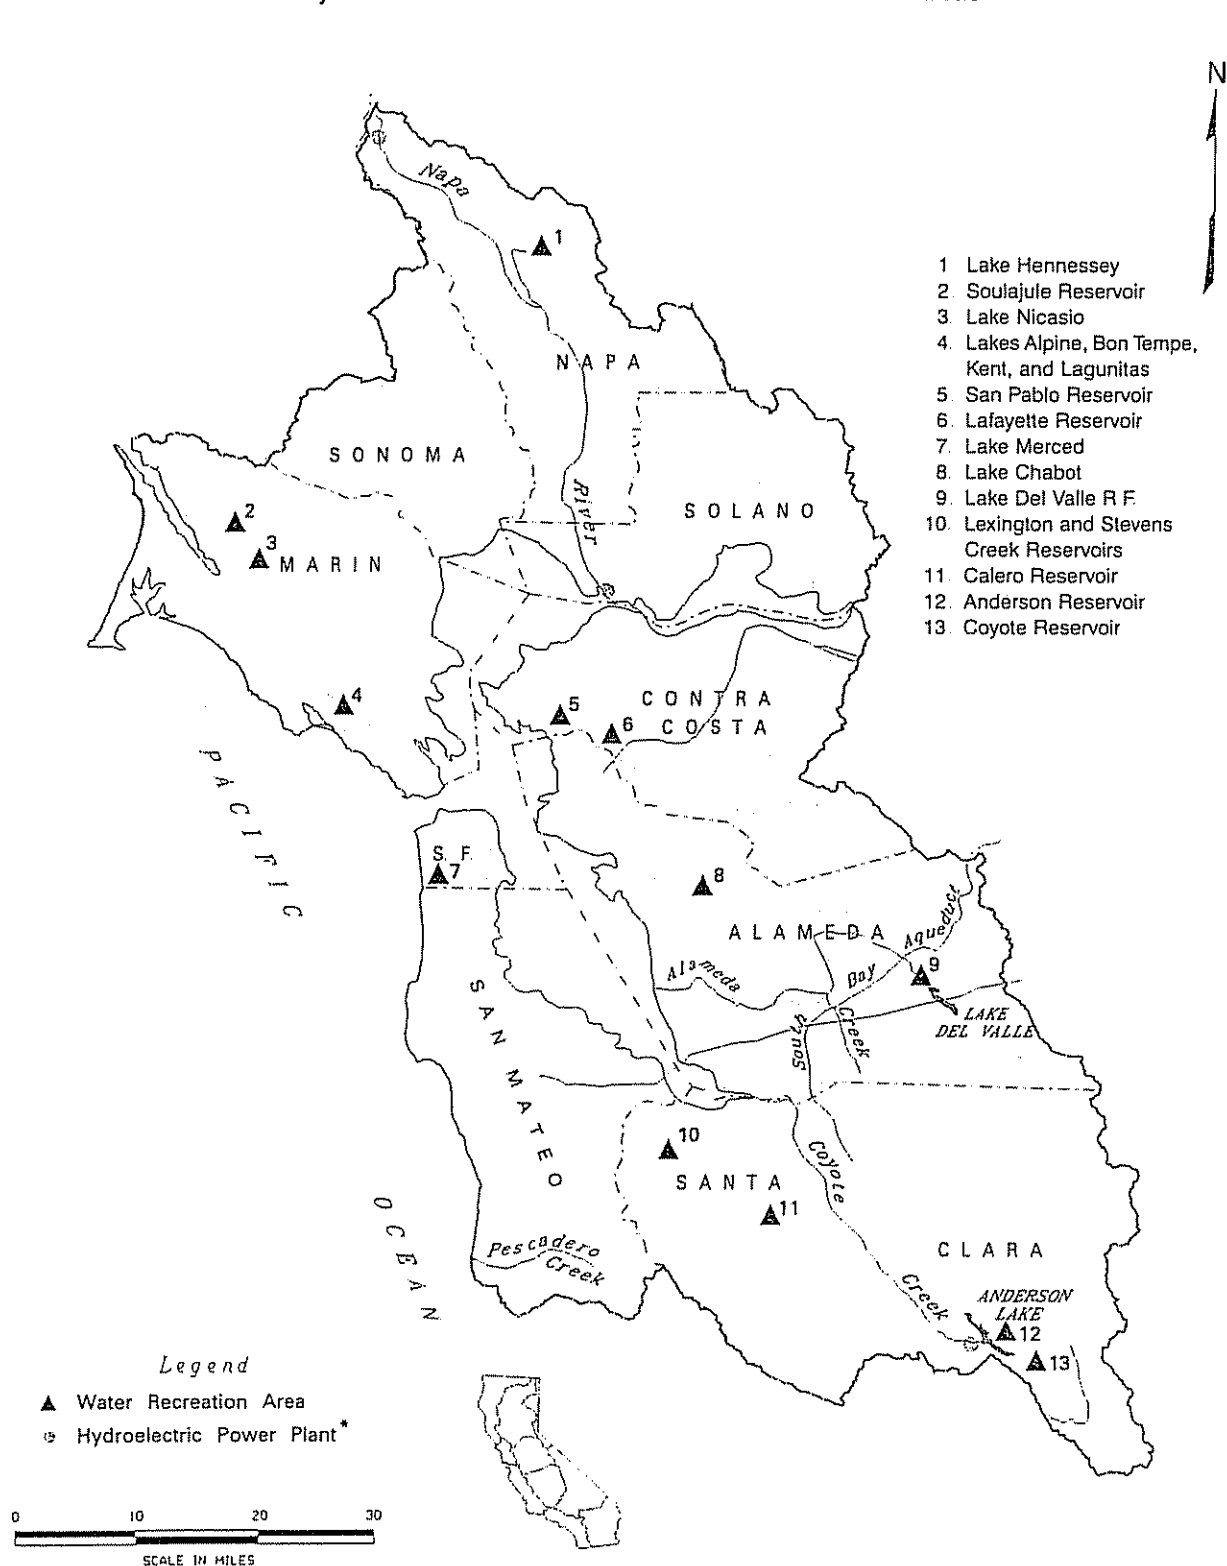 N
Napa
1
1 Lake Hennessey
2. Soulajule Reservoir
3. Lake Nicasio
4. Lakes Alpine, Bon Tempe,
Kent, and Lagunitas
5. San Pablo Reservoir
6. Lafayette Reservoir
7. Lake Merced
8. Lake Chabot
9. Lake Del Valle R F.
10. Lexington and Stevens
Creek Reservoirs
11. Calero Reservoir
12. Anderson Reservoir
13. Coyote Reservoir
NAPA
SONOMA
River
SOLANO
2
3
MARIN
4
5
6
CONTRA
COSTA
PACIFIC
S. F.
7
8
ALAMEDA
Alameda
Creek
South Bay Aqueduct
9
LAKE
DEL VALLE
SAN MATEO
10
SANTA
11
Coyote
Creek
CLARA
OCEAN
Pescadero
Creek
ANDERSON
LAKE
12
13
Legend
Water Recreation Area
Hydroelectric Power Plant*
0 10 20 30
SCALE IN MILES